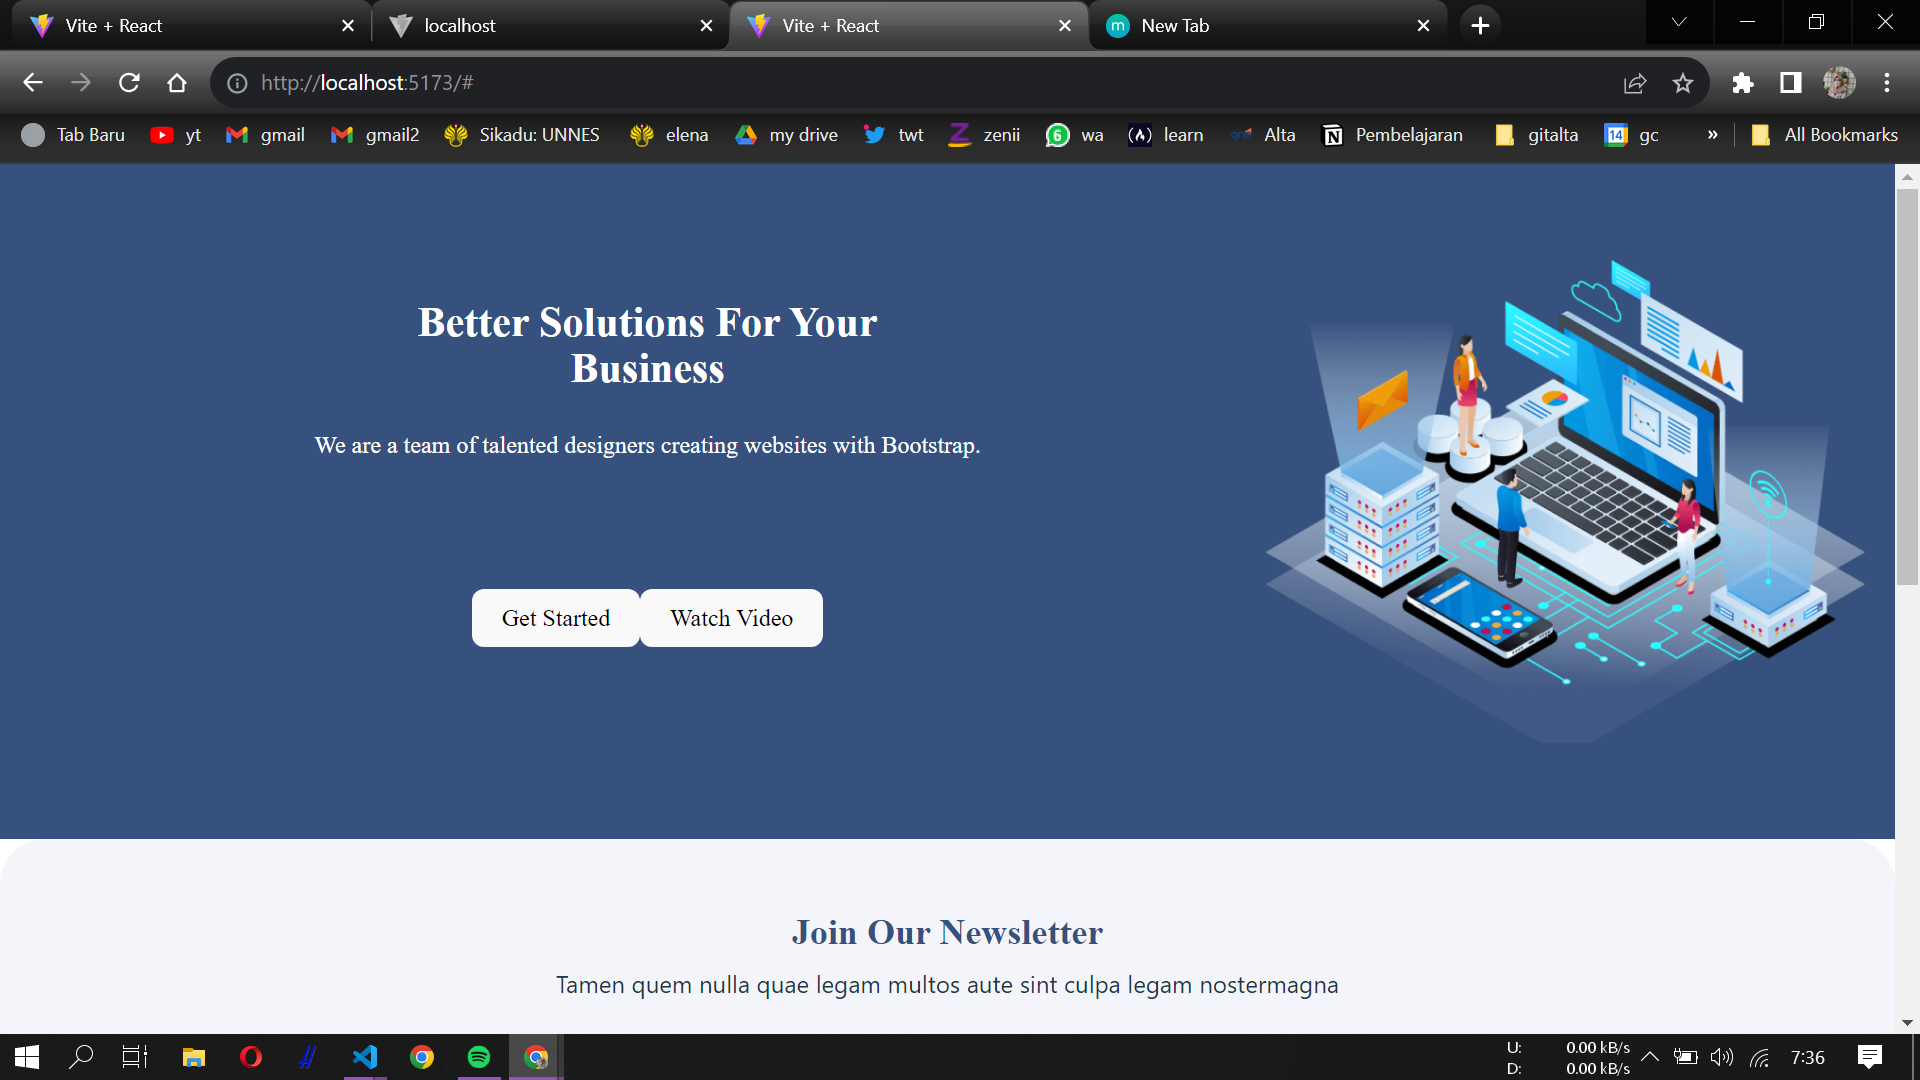 Vite + React
localhost
Vite + React
New Tab
http://localhost:5173/#
Tab Baru
yt
gmail
gmail2
Sikadu: UNNES
elena
my drive
twt
zenii
6
wa
learn
Alta
Pembelajaran
gitalta
14
gc
»
All Bookmarks
Better Solutions For Your
Business
We are a team of talented designers creating websites with Bootstrap.
Get Started
Watch Video
Join Our Newsletter
Tamen quem nulla quae legam multos aute sint culpa legam nostermagna
U: 0.00 kB/s
D: 0.00 kB/s
7:36